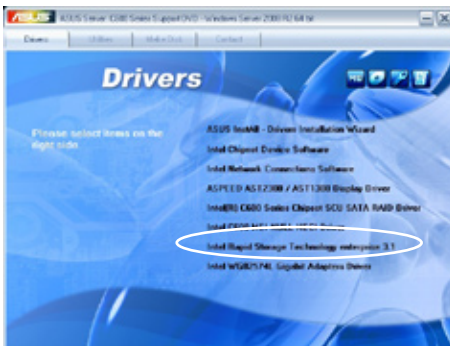 ASUS Server C600 Series Support DVD - Windows Server 2008 R2 64 bit
Drivers Utilities Make Disk Contact
Drivers
Please select items on the
right side
ASUS InstAll - Drivers Installation Wizard
Intel Chipset Device Software
Intel Network Connections Software
ASPEED AST2300 / AST1300 Display Driver
Intel(R) C600 Series Chipset SCU SATA RAID Driver
Intel Rapid Storage Technology enterprise 3.1
Intel WG82574L Gigabit Adapters Driver